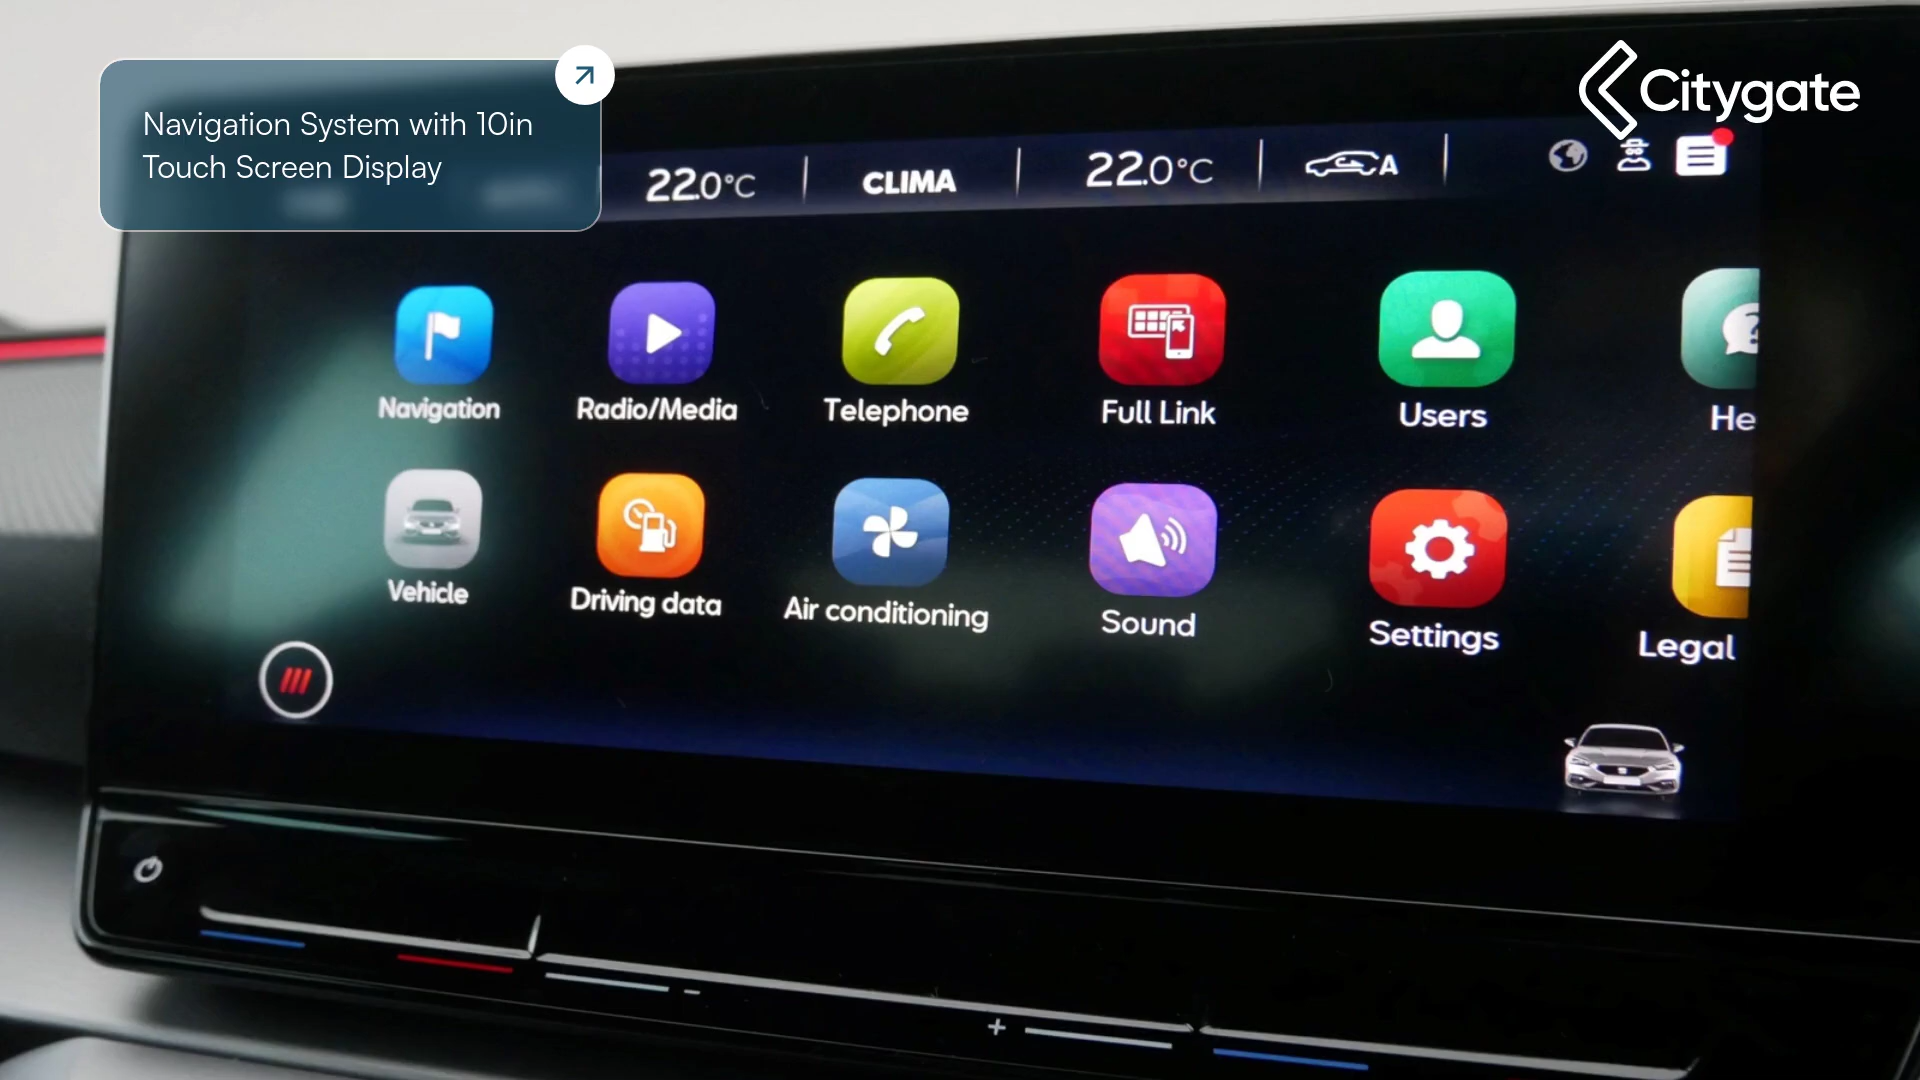 Navigation System with 10in
Touch Screen Display
Citygate
22.0°C
CLIMA
22.0°C
A
Navigation
Radio/Media
Telephone
Full Link
Users
He
Vehicle
Driving data
Air conditioning
Sound
Settings
Legal
-
+